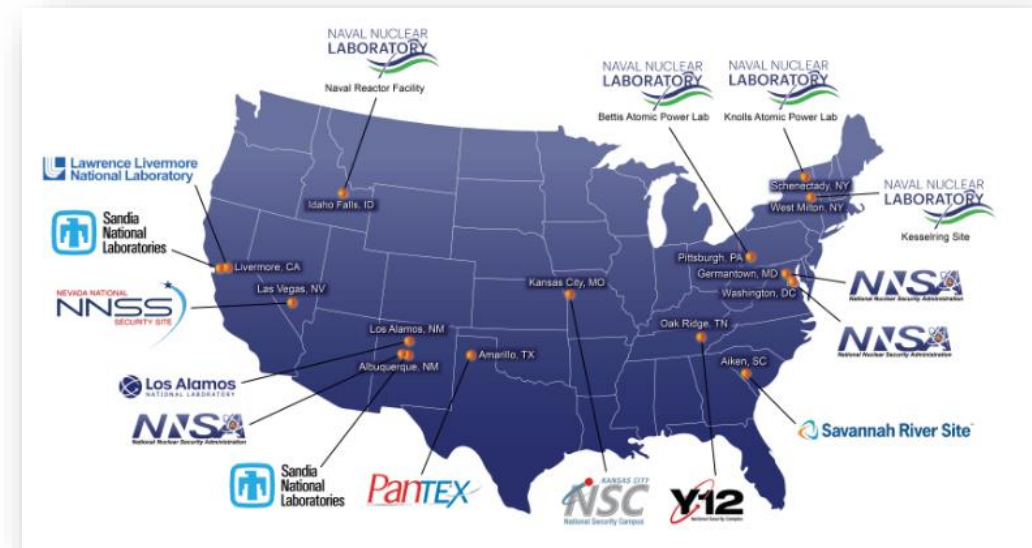 NAVAL NUCLEAR
LABORATORY
Naval Reactor Facility
NAVAL NUCLEAR
LABORATORY
Bettis Atomic Power Lab
NAVAL NUCLEAR
LABORATORY
Knolls Atomic Power Lab
Lawrence Livermore
National Laboratory
Schenectady, NY
NAVAL NUCLEAR
LABORATORY
Kesselring Site
West Milton, NY
Idaho Falls, ID
Sandia
National
Laboratories
Livermore, CA
Pittsburgh, PA
Germantown, MD
Washington, DC
NNSA
National Nuclear Security Administration
NEVADA NATIONAL
NNSS
SECURITY SITE
Las Vegas, NV
Kansas City, MO
NNSA
National Nuclear Security Administration
Los Alamos, NM
Oak Ridge, TN
Amarillo, TX
Albuquerque, NM
Aiken, SC
Los Alamos
NATIONAL LABORATORY
NNSA
National Nuclear Security Administration
Savannah River Site™
Sandia
National
Laboratories
PanTEX
KANSAS CITY
NSC
National Security Campus
Y12
National Security Complex